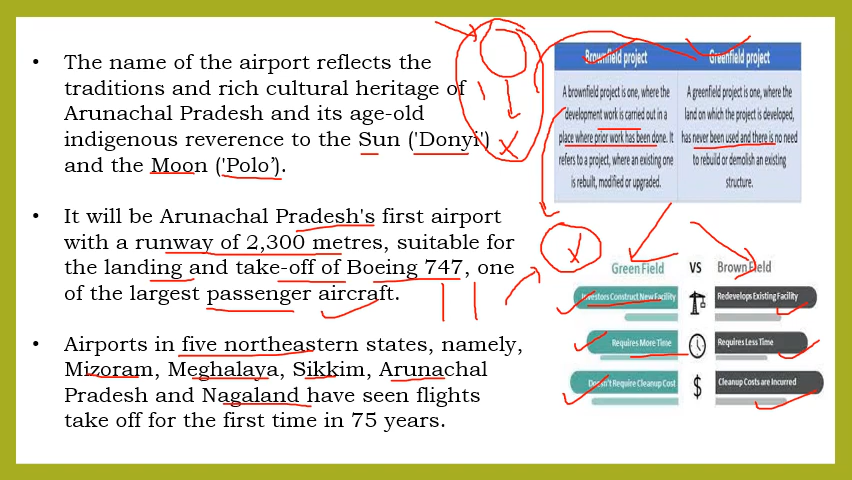 • The name of the airport reflects the
traditions and rich cultural heritage of
Arunachal Pradesh and its age-old
indigenous reverence to the Sun ('Donyi')
and the Moon ('Polo').
• It will be Arunachal Pradesh's first airport
with a runway of 2,300 metres, suitable for
the landing and take-off of Boeing 747, one
of the largest passenger aircraft.
• Airports in five northeastern states, namely,
Mizoram, Meghalaya, Sikkim, Arunachal
Pradesh and Nagaland have seen flights
take off for the first time in 75 years.
Brownfield project
A brownfield project is one, where the
development work is carried out in a
place where prior work has been done. It
refers to a project, where an existing one
is rebuilt, modified or upgraded.
Greenfield project
A greenfield project is one, where the
land on which the project is developed,
has never been used and there is no need
to rebuild or demolish an existing
structure.
Green Field VS Brown Field
Investors Construct New Facility
Redevelops Existing Facility
Requires More Time
Requires Less Time
Doesn't Require Cleanup Cost
$
Cleanup Costs are Incurred